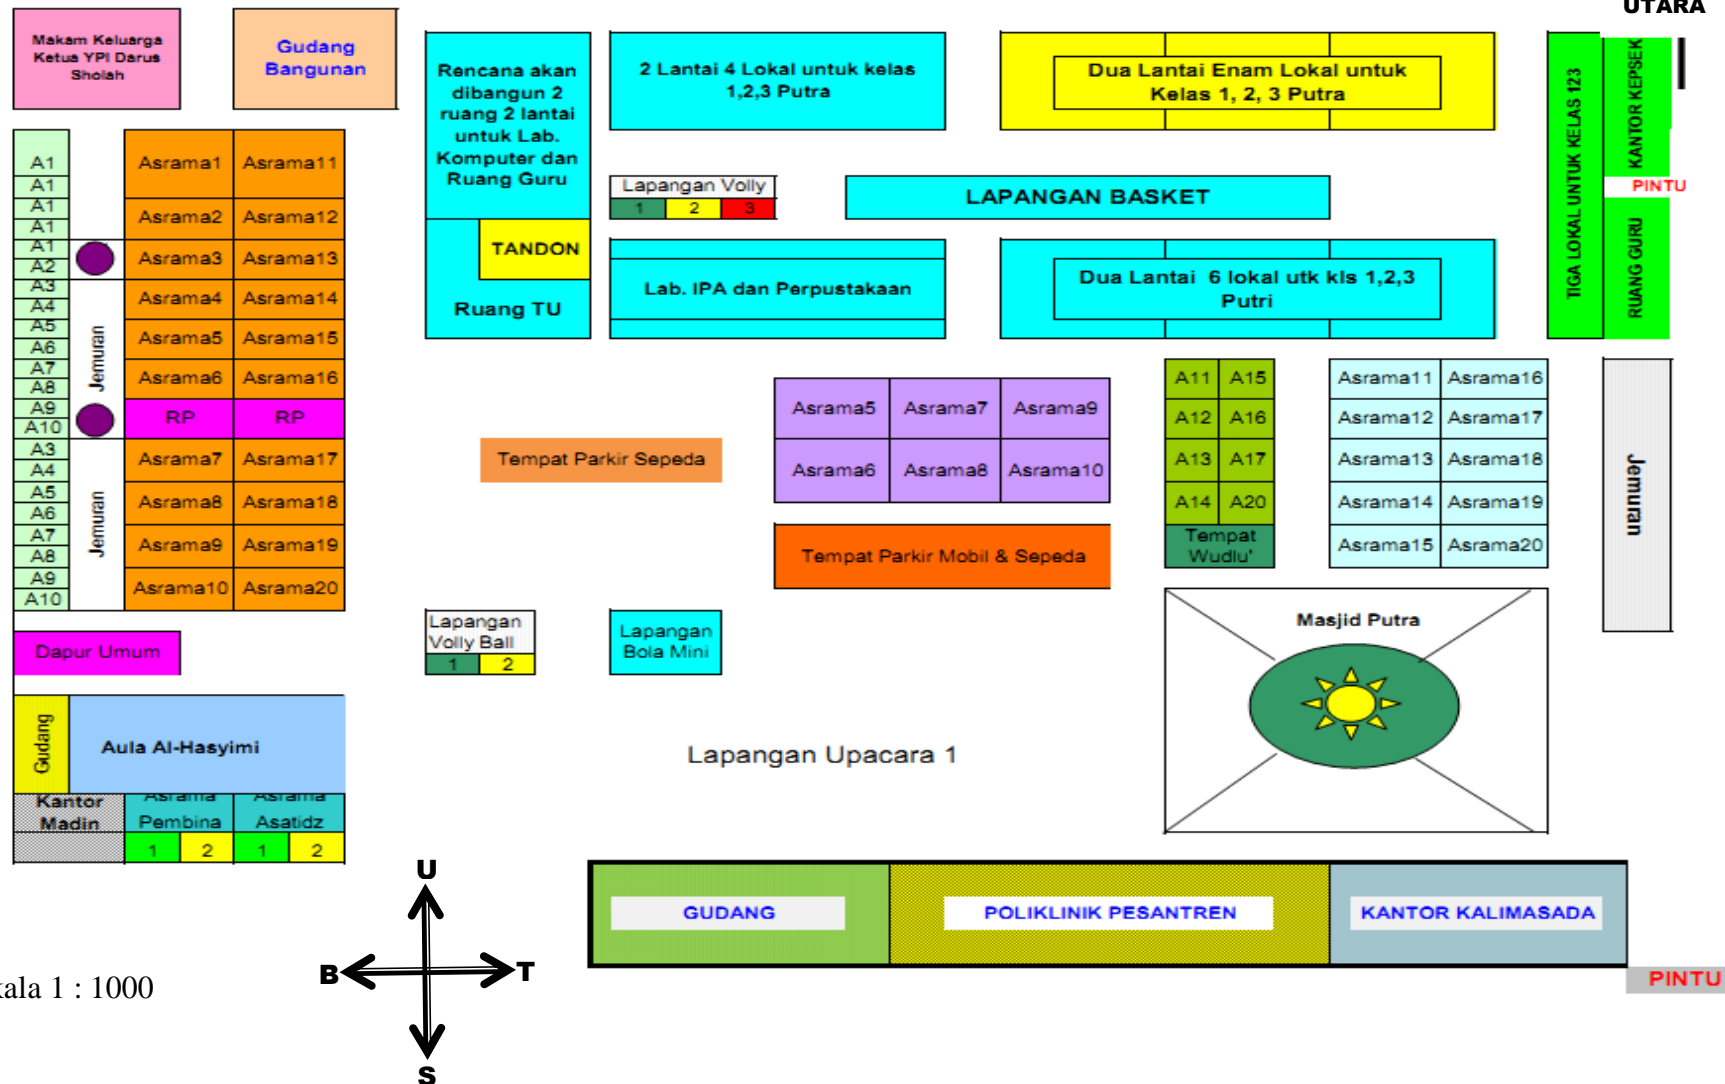 UTARA
Makam Keluarga
Ketua YPI Darus
Sholah
Gudang
Bangunan
Rencana akan
dibangun 2
ruang 2 lantai
untuk Lab.
Komputer dan
Ruang Guru
2 Lantai 4 Lokal untuk kelas
1,2,3 Putra
Dua Lantai Enam Lokal untuk
Kelas 1, 2, 3 Putra
TIGA LOKAL UNTUK KELAS 123
KANTOR KEPSEK
PINTU
RUANG GURU
Lapangan Volly
1 2 3
LAPANGAN BASKET
TANDON
Ruang TU
Lab. IPA dan Perpustakaan
Dua Lantai 6 lokal utk kls 1,2,3
Putri
A1
A1
A1
A1
A1
A2
A3
A4
A5
A6
A7
A8
A9
A10
A3
A4
A5
A6
A7
A8
A9
A10
Jemuran
Jemuran
Asrama1 Asrama11
Asrama2 Asrama12
Asrama3 Asrama13
Asrama4 Asrama14
Asrama5 Asrama15
Asrama6 Asrama16
RP RP
Asrama7 Asrama17
Asrama8 Asrama18
Asrama9 Asrama19
Asrama10 Asrama20
Tempat Parkir Sepeda
Asrama5 Asrama7 Asrama9
Asrama6 Asrama8 Asrama10
Tempat Parkir Mobil & Sepeda
A11 A15
A12 A16
A13 A17
A14 A20
Tempat
Wudlu'
Asrama11 Asrama16
Asrama12 Asrama17
Asrama13 Asrama18
Asrama14 Asrama19
Asrama15 Asrama20
Jemuran
Dapur Umum
Lapangan
Volly Ball
1 2
Lapangan
Bola Mini
Masjid Putra
Gudang
Aula Al-Hasyimi
Lapangan Upacara 1
Kantor
Madin
Asrama
Pembina
1 2
Asrama
Asatidz
1 2
GUDANG
POLIKLINIK PESANTREN
KANTOR KALIMASADA
PINTU
U
B T
S
kala 1 : 1000